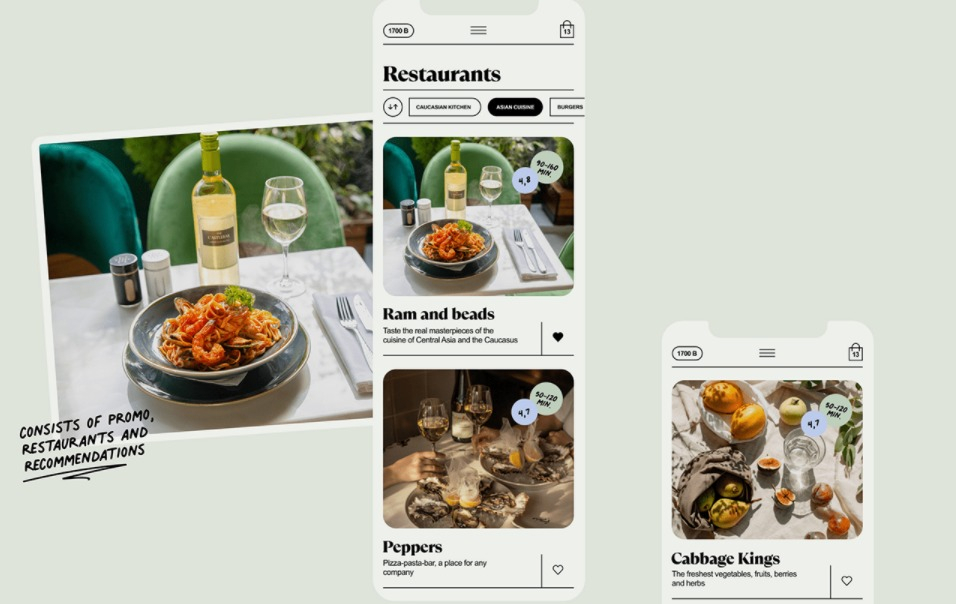 1700 B
13
Restaurants
CAUCASIAN KITCHEN
ASIAN CUISINE
BURGERS
90-160
MIN.
4,8
Ram and beads
Taste the real masterpieces of the
cuisine of Central Asia and the Caucasus
50-120
MIN
4,7
Peppers
Pizza-pasta-bar, a place for any
company
CONSISTS OF PROMO,
RESTAURANTS AND
RECOMMENDATIONS
1700 B
13
50-120
MIN
4,7
Cabbage Kings
The freshest vegetables, fruits, berries
and herbs